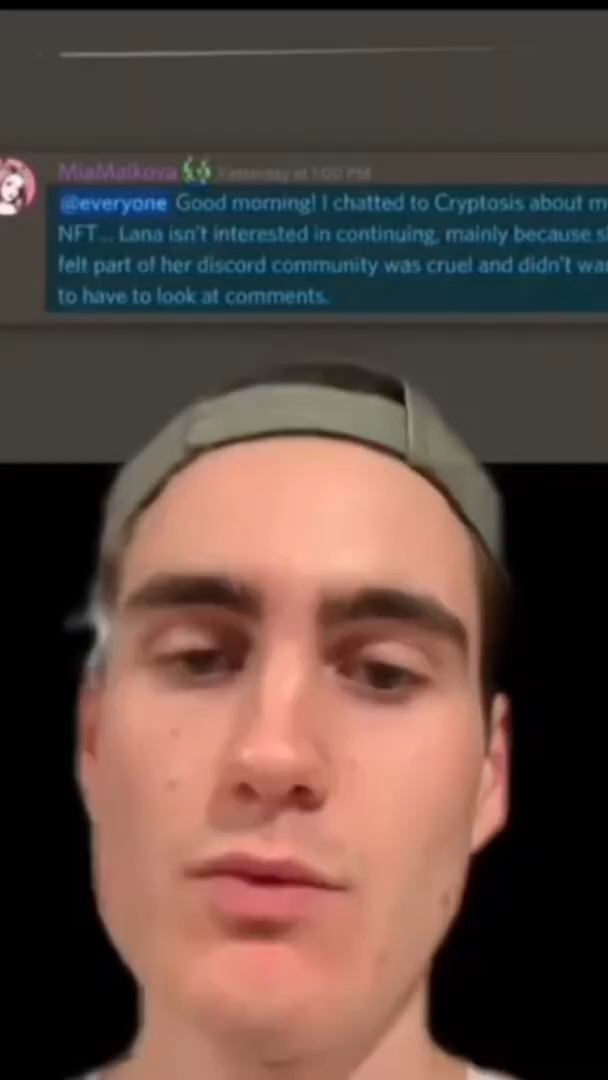 MiaMalkova Yesterday at 1:00 PM
@everyone Good morning! I chatted to Cryptosis about m
NFT... Lana isn't interested in continuing, mainly because s
felt part of her discord community was cruel and didn't wa
to have to look at comments.